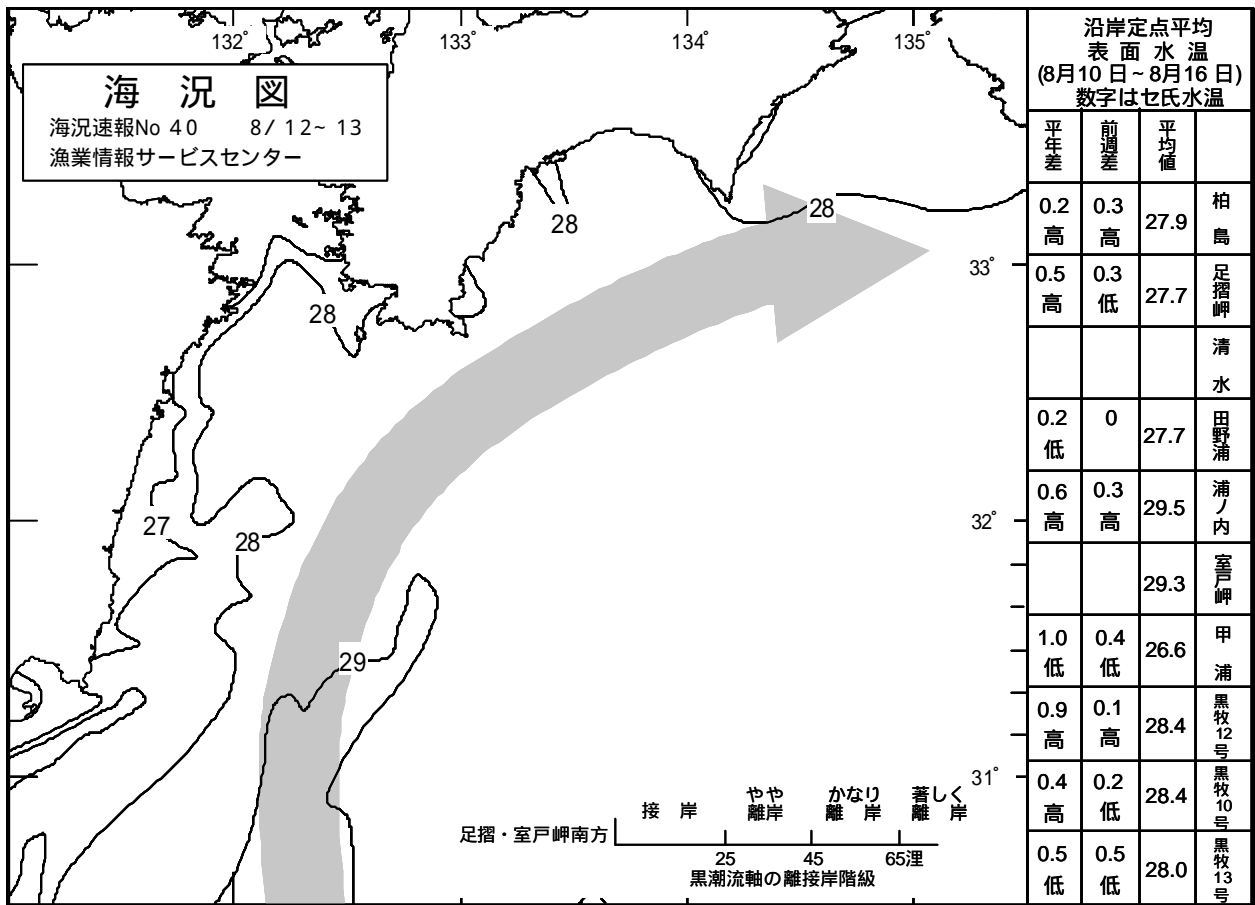 132°
133°
134°
135°
海 況 図
海況速報No 40 8/ 12~ 13
漁業情報サービスセンター
28
28
28
33°
27
28
32°
29
31°
接 岸
やや
離岸
かなり
離 岸
著しく
離 岸
足摺・室戸岬南方
25 45 65浬
黒潮流軸の離接岸階級
沿岸定点平均
表 面 水 温
(8月10 日~ 8月16 日)
数字はセ氏水温
平年差 前週差 平均値
0.2高 0.3高 27.9 柏島
0.5高 0.3低 27.7 足摺岬
清水
0.2低 0 27.7 田野浦
0.6高 0.3高 29.5 浦ノ内
29.3 室戸岬
1.0低 0.4低 26.6 甲浦
0.9高 0.1高 28.4 黒牧12号
0.4高 0.2低 28.4 黒牧10号
0.5低 0.5低 28.0 黒牧13号